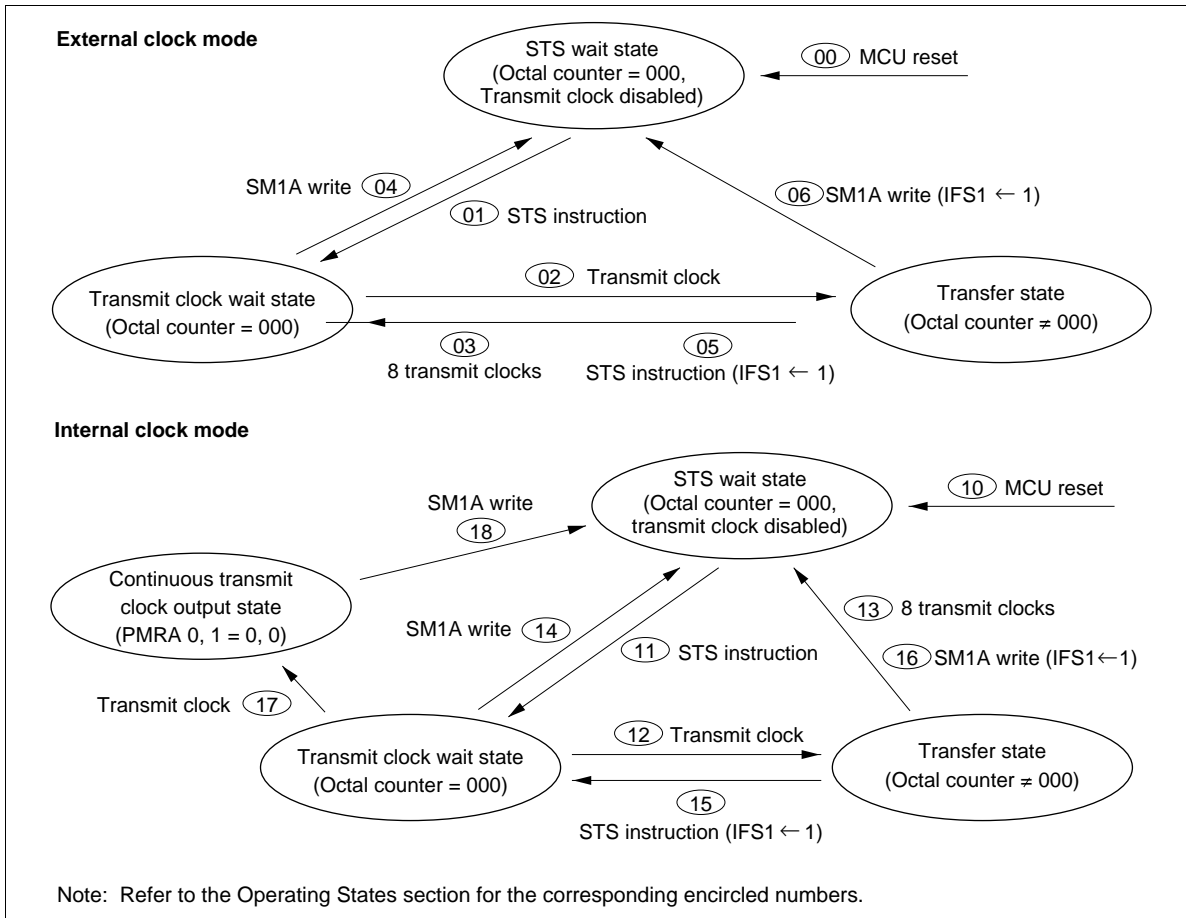 External clock mode
STS wait state
(Octal counter = 000,
Transmit clock disabled)
00 MCU reset
SM1A write 04
01 STS instruction
06 SM1A write (IFS1 ← 1)
Transmit clock wait state
(Octal counter = 000)
02 Transmit clock
Transfer state
(Octal counter ≠ 000)
03
8 transmit clocks
05
STS instruction (IFS1 ← 1)
Internal clock mode
STS wait state
(Octal counter = 000,
transmit clock disabled)
10 MCU reset
SM1A write
18
Continuous transmit
clock output state
(PMRA 0, 1 = 0, 0)
SM1A write 14
11 STS instruction
13 8 transmit clocks
16 SM1A write (IFS1←1)
Transmit clock 17
Transmit clock wait state
(Octal counter = 000)
12 Transmit clock
Transfer state
(Octal counter ≠ 000)
15
STS instruction (IFS1 ← 1)
Note: Refer to the Operating States section for the corresponding encircled numbers.